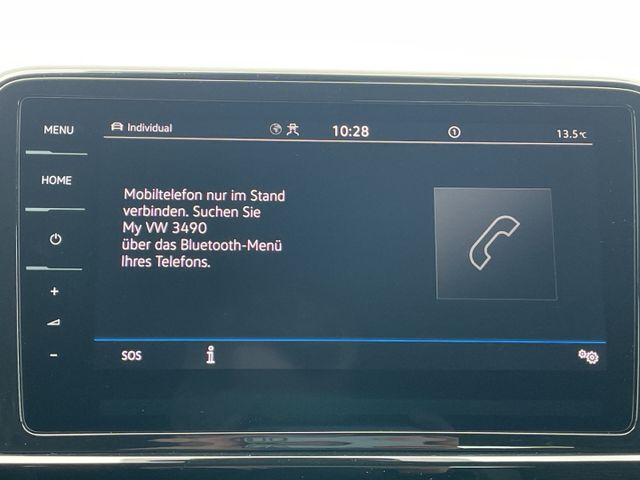 MENU
Individual
10:28
1
13.5°C
HOME
Mobiltelefon nur im Stand
verbinden. Suchen Sie
My VW 3490
über das Bluetooth-Menü
Ihres Telefons.
+
-
SOS
i